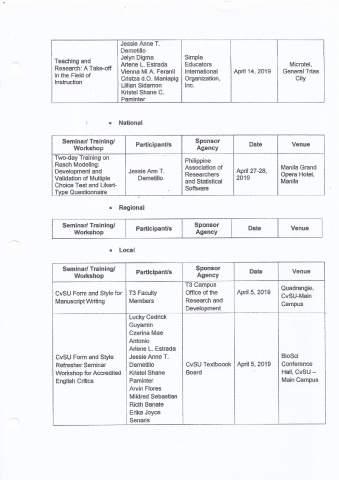 Teaching and
Research: A Take-off
in the Field of
Instruction
Jessie Anne T.
Demetillo
Jelyn Digma
Arlene L. Estrada
Vienna Mi A. Feranil
Cristza d.O. Manlapig
Lillian Sidamon
Kristel Shane C.
Paminter
Simple
Educators
International
Organization,
Inc.
April 14, 2019
Microtel,
General Trias
City
• National
Seminar/ Training/
Workshop
Participant/s
Sponsor
Agency
Date
Venue
Two-day Training on
Rasch Modeling:
Development and
Validation of Multiple
Choice Test and Likert-
Type Questionnaire
Jessie Ann T.
Demetillo
Philippine
Association of
Researchers
and Statistical
Software
April 27-28,
2019
Manila Grand
Opera Hotel,
Manila
• Regional
Seminar/ Training/
Workshop
Participant/s
Sponsor
Agency
Date
Venue
• Local
Seminar/ Training/
Workshop
Participant/s
Sponsor
Agency
Date
Venue
CvSU Form and Style for
Manuscript Writing
T3 Faculty
Members
T3 Campus
Office of the
Research and
Development
April 5, 2019
Quadrangle,
CvSU-Main
Campus
CvSU Form and Style
Refresher Seminar
Workshop for Accredited
English Critics
Lucky Cedrick
Guyamin
Czerina Mae
Antonio
Arlene L. Estrada
Jessie Anne T.
Demetillo
Kristel Shane
Paminter
Arvin Flores
Mildred Sebastian
Rioth Banate
Erika Joyce
Senaris
CvSU Textboook
Board
April 5, 2019
BioSci
Conference
Hall, CvSU –
Main Campus